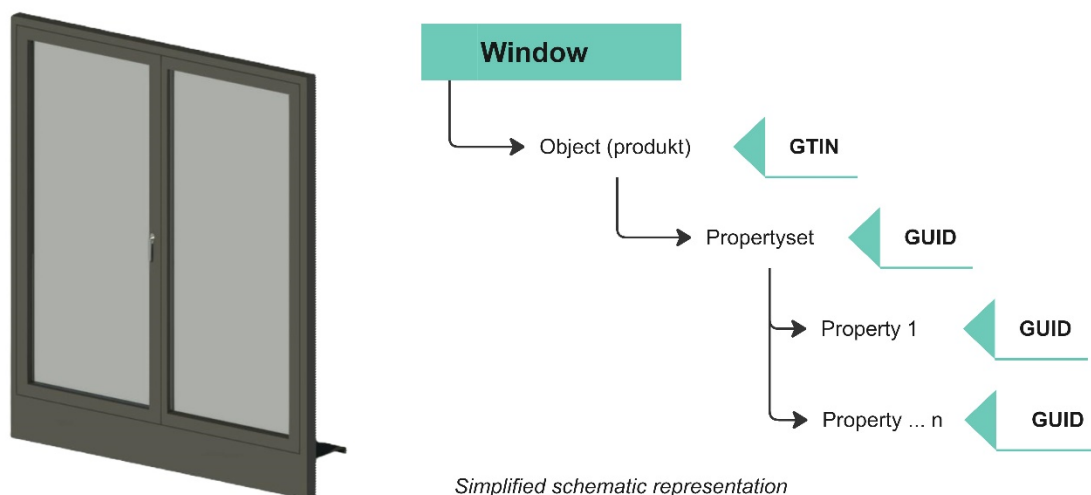 Window
Object (produkt) GTIN
Propertyset GUID
Property 1 GUID
Property ... n GUID
Simplified schematic representation